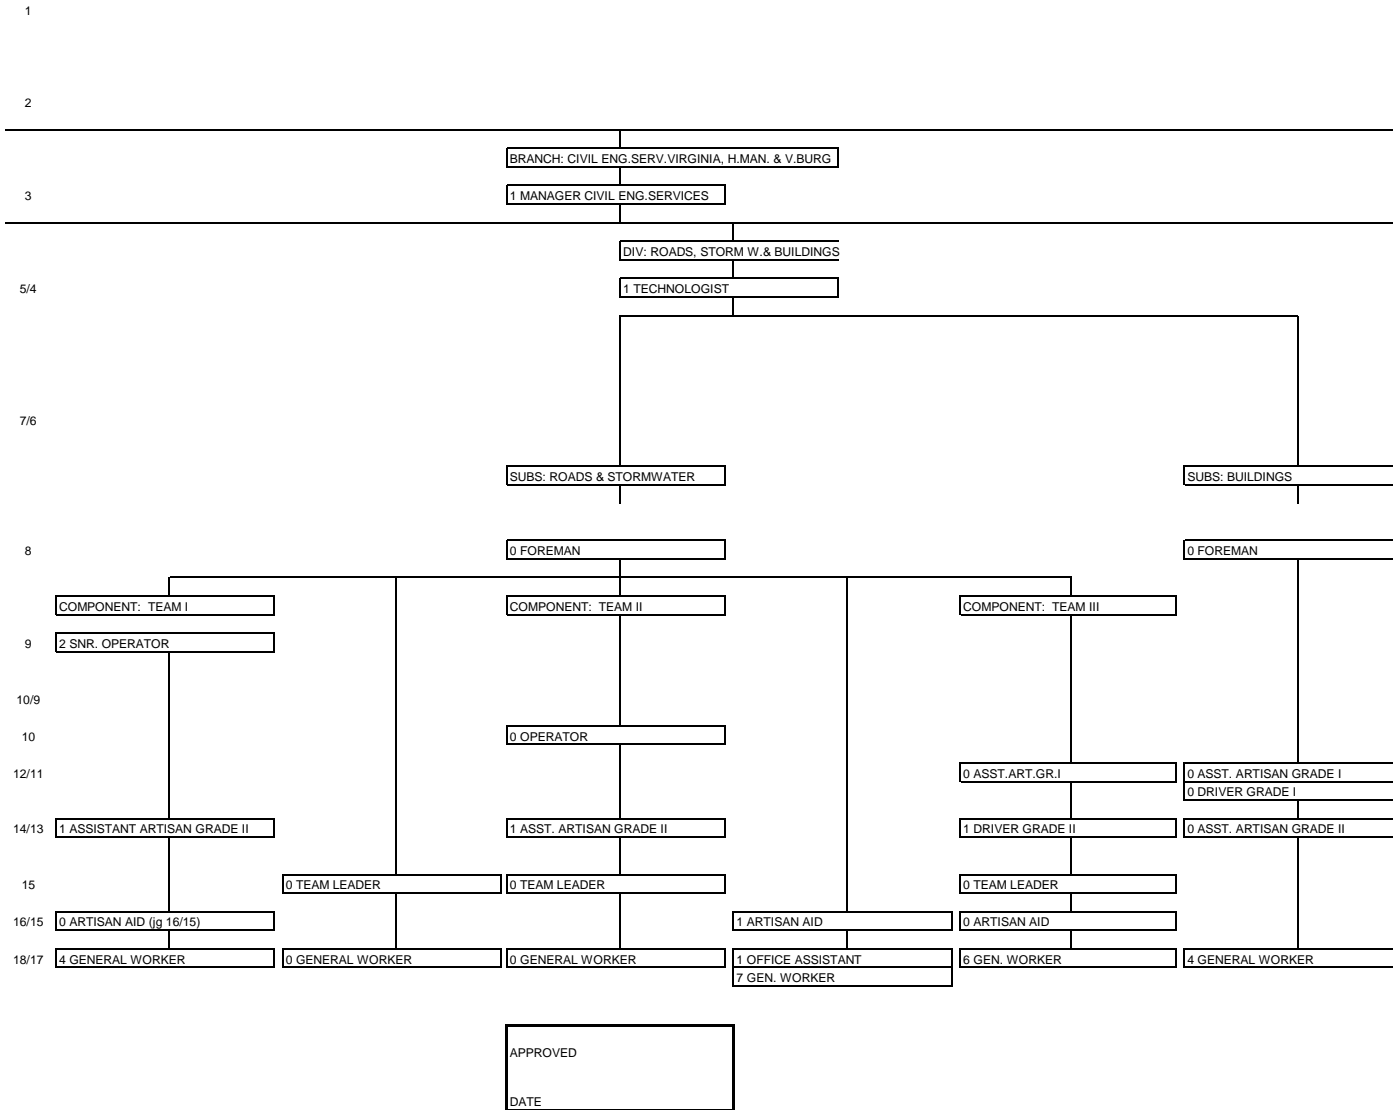 1
2
BRANCH: CIVIL ENG.SERV.VIRGINIA, H.MAN. & V.BURG
3 1 MANAGER CIVIL ENG.SERVICES
DIV: ROADS, STORM W.& BUILDINGS
5/4 1 TECHNOLOGIST
7/6
SUBS: ROADS & STORMWATER SUBS: BUILDINGS
8 0 FOREMAN 0 FOREMAN
COMPONENT: TEAM I COMPONENT: TEAM II COMPONENT: TEAM III
9 2 SNR. OPERATOR
10/9
10 0 OPERATOR
12/11 0 ASST.ART.GR.I 0 ASST. ARTISAN GRADE I
0 DRIVER GRADE I
14/13 1 ASSISTANT ARTISAN GRADE II 1 ASST. ARTISAN GRADE II 1 DRIVER GRADE II 0 ASST. ARTISAN GRADE II
15 0 TEAM LEADER 0 TEAM LEADER 0 TEAM LEADER
16/15 0 ARTISAN AID (jg 16/15) 1 ARTISAN AID 0 ARTISAN AID
18/17 4 GENERAL WORKER 0 GENERAL WORKER 0 GENERAL WORKER 1 OFFICE ASSISTANT 6 GEN. WORKER 4 GENERAL WORKER
7 GEN. WORKER
APPROVED
DATE